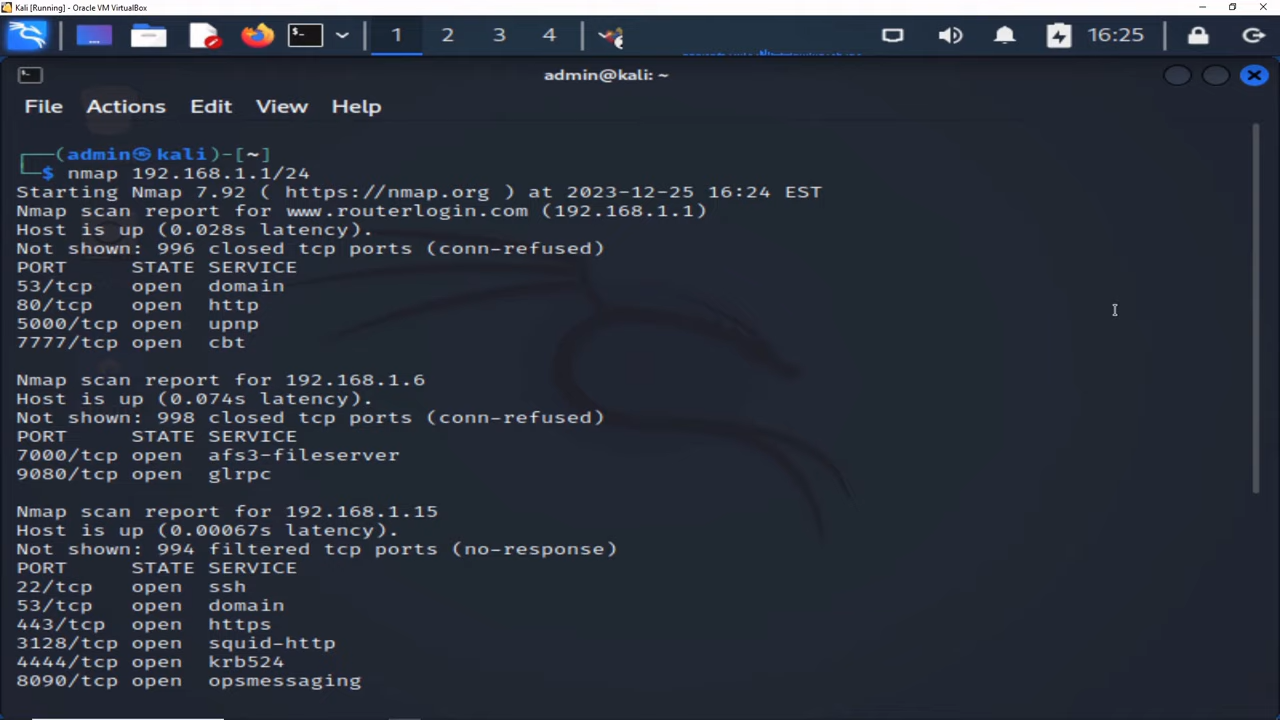 Kali [Running] - Oracle VM VirtualBox
1 2 3 4 16:25
admin@kali: ~
File Actions Edit View Help
┌──(admin㉿kali)-[~]
└─$ nmap 192.168.1.1/24
Starting Nmap 7.92 ( https://nmap.org ) at 2023-12-25 16:24 EST
Nmap scan report for www.routerlogin.com (192.168.1.1)
Host is up (0.028s latency).
Not shown: 996 closed tcp ports (conn-refused)
PORT STATE SERVICE
53/tcp open domain
80/tcp open http
5000/tcp open upnp
7777/tcp open cbt
Nmap scan report for 192.168.1.6
Host is up (0.074s latency).
Not shown: 998 closed tcp ports (conn-refused)
PORT STATE SERVICE
7000/tcp open afs3-fileserver
9080/tcp open glrpc
Nmap scan report for 192.168.1.15
Host is up (0.00067s latency).
Not shown: 994 filtered tcp ports (no-response)
PORT STATE SERVICE
22/tcp open ssh
53/tcp open domain
443/tcp open https
3128/tcp open squid-http
4444/tcp open krb524
8090/tcp open opsmessaging